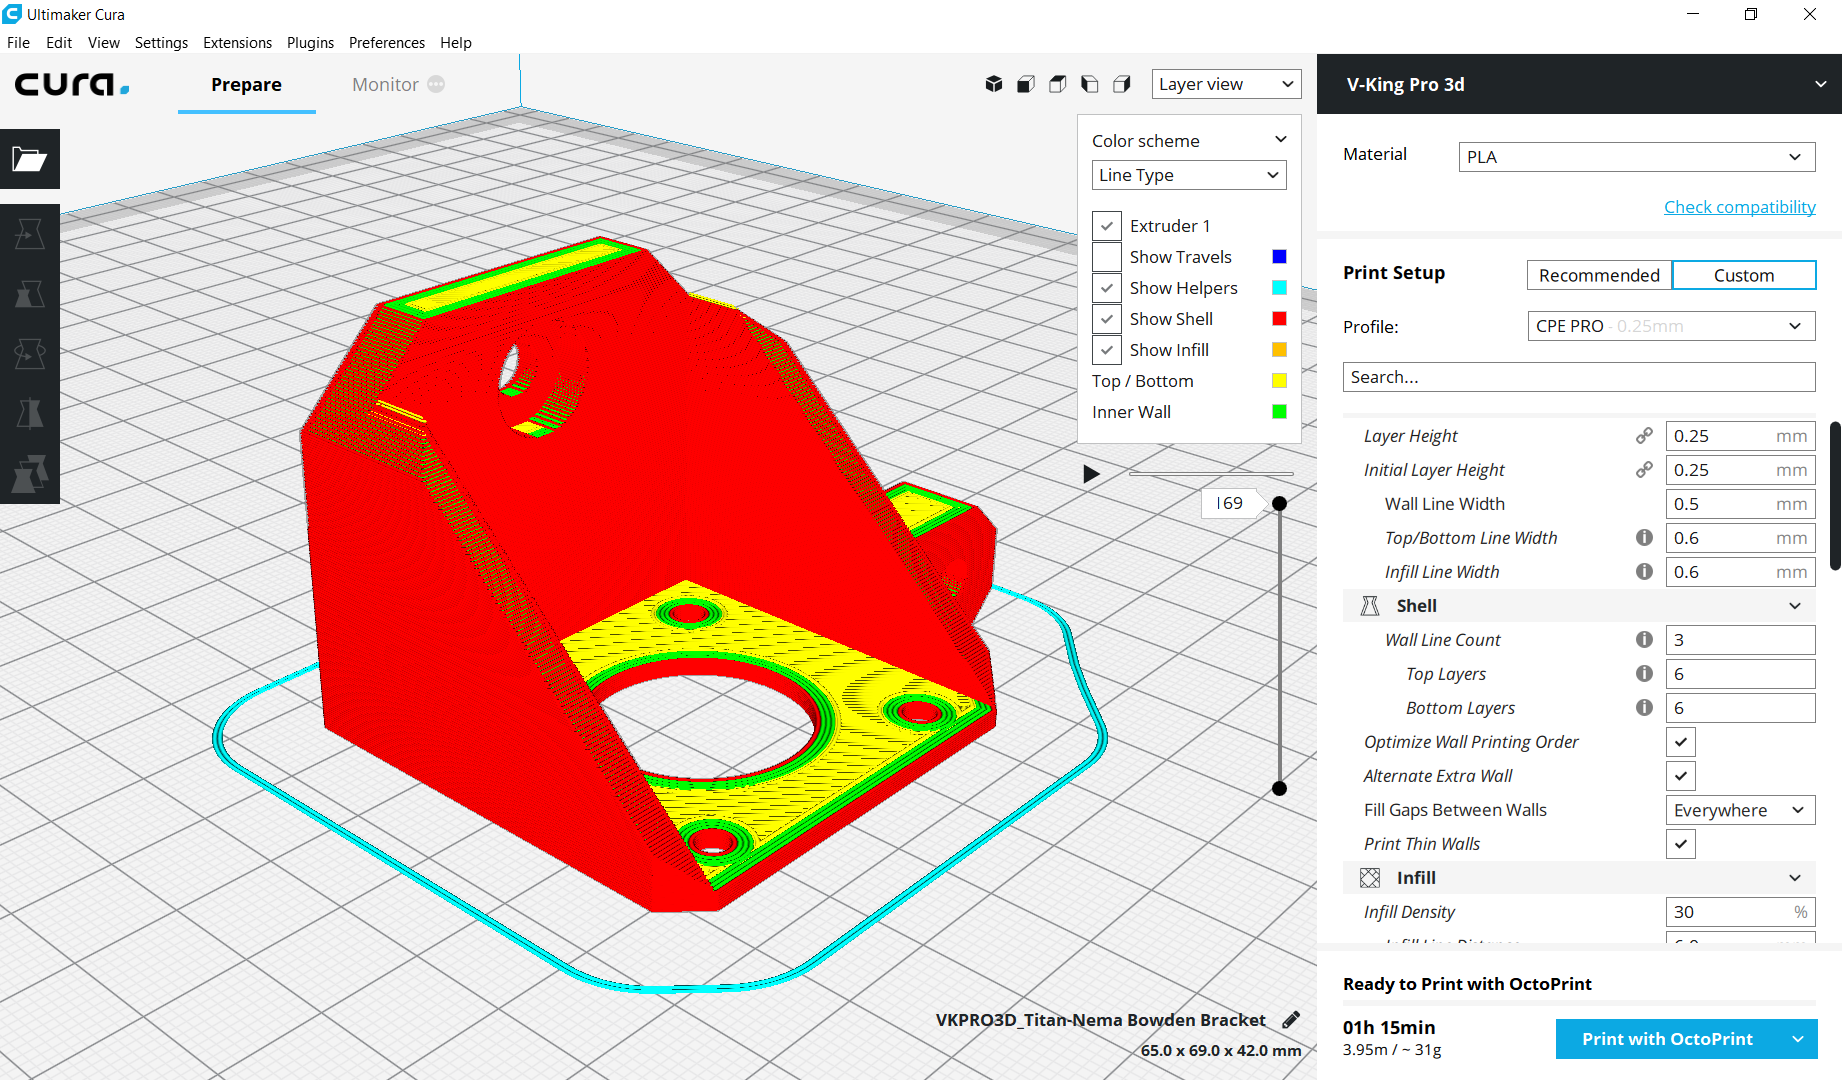 Ultimaker Cura
File Edit View Settings Extensions Plugins Preferences Help
cura.
Prepare
Monitor
Layer view
Color scheme
Line Type
Extruder 1
Show Travels
Show Helpers
Show Shell
Show Infill
Top / Bottom
Inner Wall
169
VKPRO3D_Titan-Nema Bowden Bracket
65.0 x 69.0 x 42.0 mm
V-King Pro 3d
Material PLA
Check compatibility
Print Setup Recommended Custom
Profile: CPE PRO - 0.25mm
Search...
Layer Height 0.25 mm
Initial Layer Height 0.25 mm
Wall Line Width 0.5 mm
Top/Bottom Line Width 0.6 mm
Infill Line Width 0.6 mm
Shell
Wall Line Count 3
Top Layers 6
Bottom Layers 6
Optimize Wall Printing Order
Alternate Extra Wall
Fill Gaps Between Walls Everywhere
Print Thin Walls
Infill
Infill Density 30 %
Ready to Print with OctoPrint
01h 15min
3.95m / ~ 31g
Print with OctoPrint